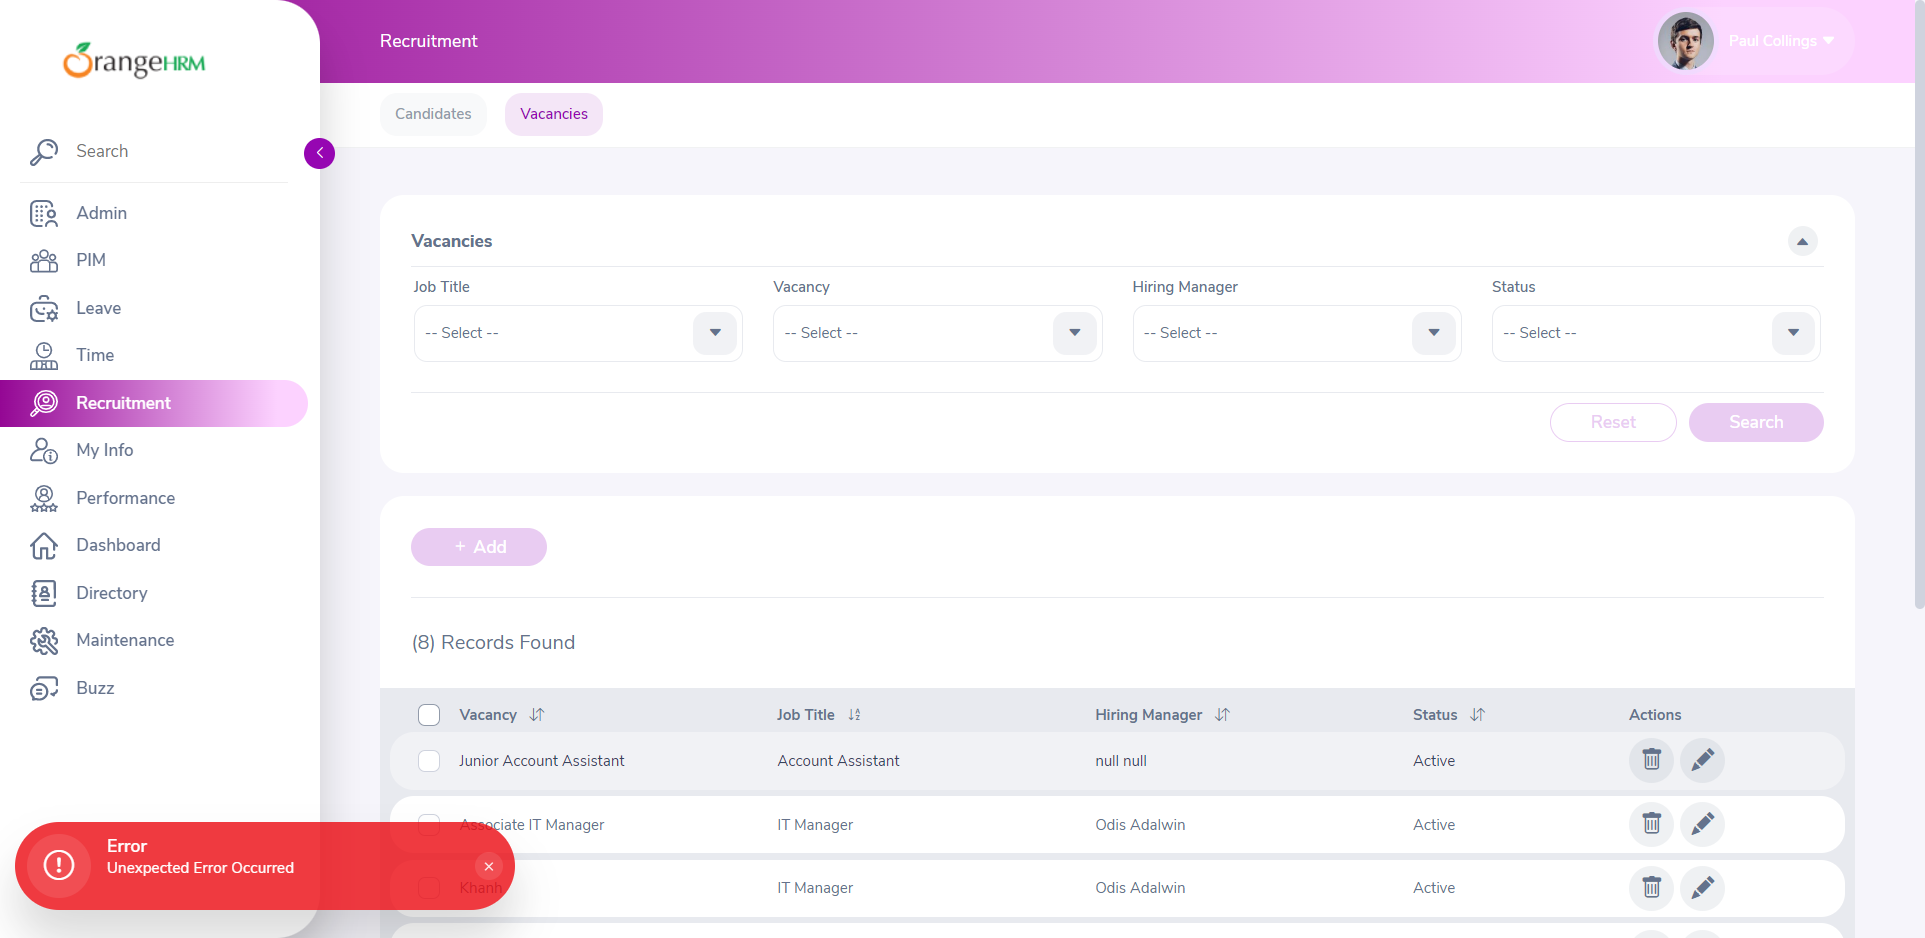 OrangeHRM
Recruitment
Paul Collings
Candidates
Vacancies
Search
Admin
PIM
Leave
Time
Recruitment
My Info
Performance
Dashboard
Directory
Maintenance
Buzz
Vacancies
Job Title
Vacancy
Hiring Manager
Status
-- Select --
-- Select --
-- Select --
-- Select --
Reset
Search
+ Add
(8) Records Found
Vacancy
Job Title
Hiring Manager
Status
Actions
Junior Account Assistant
Account Assistant
null null
Active
Associate IT Manager
IT Manager
Odis Adalwin
Active
Khanh
IT Manager
Odis Adalwin
Active
Error
Unexpected Error Occurred